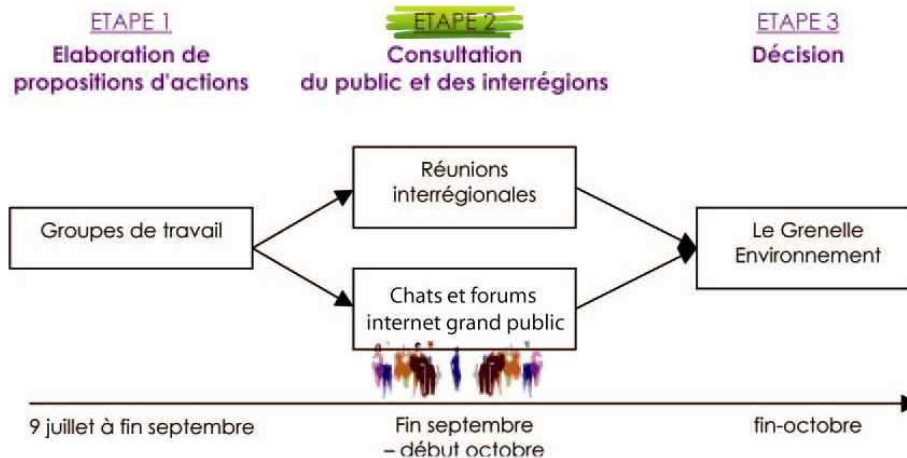 ETAPE 1
Elaboration de
propositions d'actions
ETAPE 2
Consultation
du public et des interrégions
ETAPE 3
Décision
Groupes de travail
Réunions
interrégionales
Chats et forums
internet grand public
Le Grenelle
Environnement
9 juillet à fin septembre
Fin septembre
– début octobre
fin-octobre